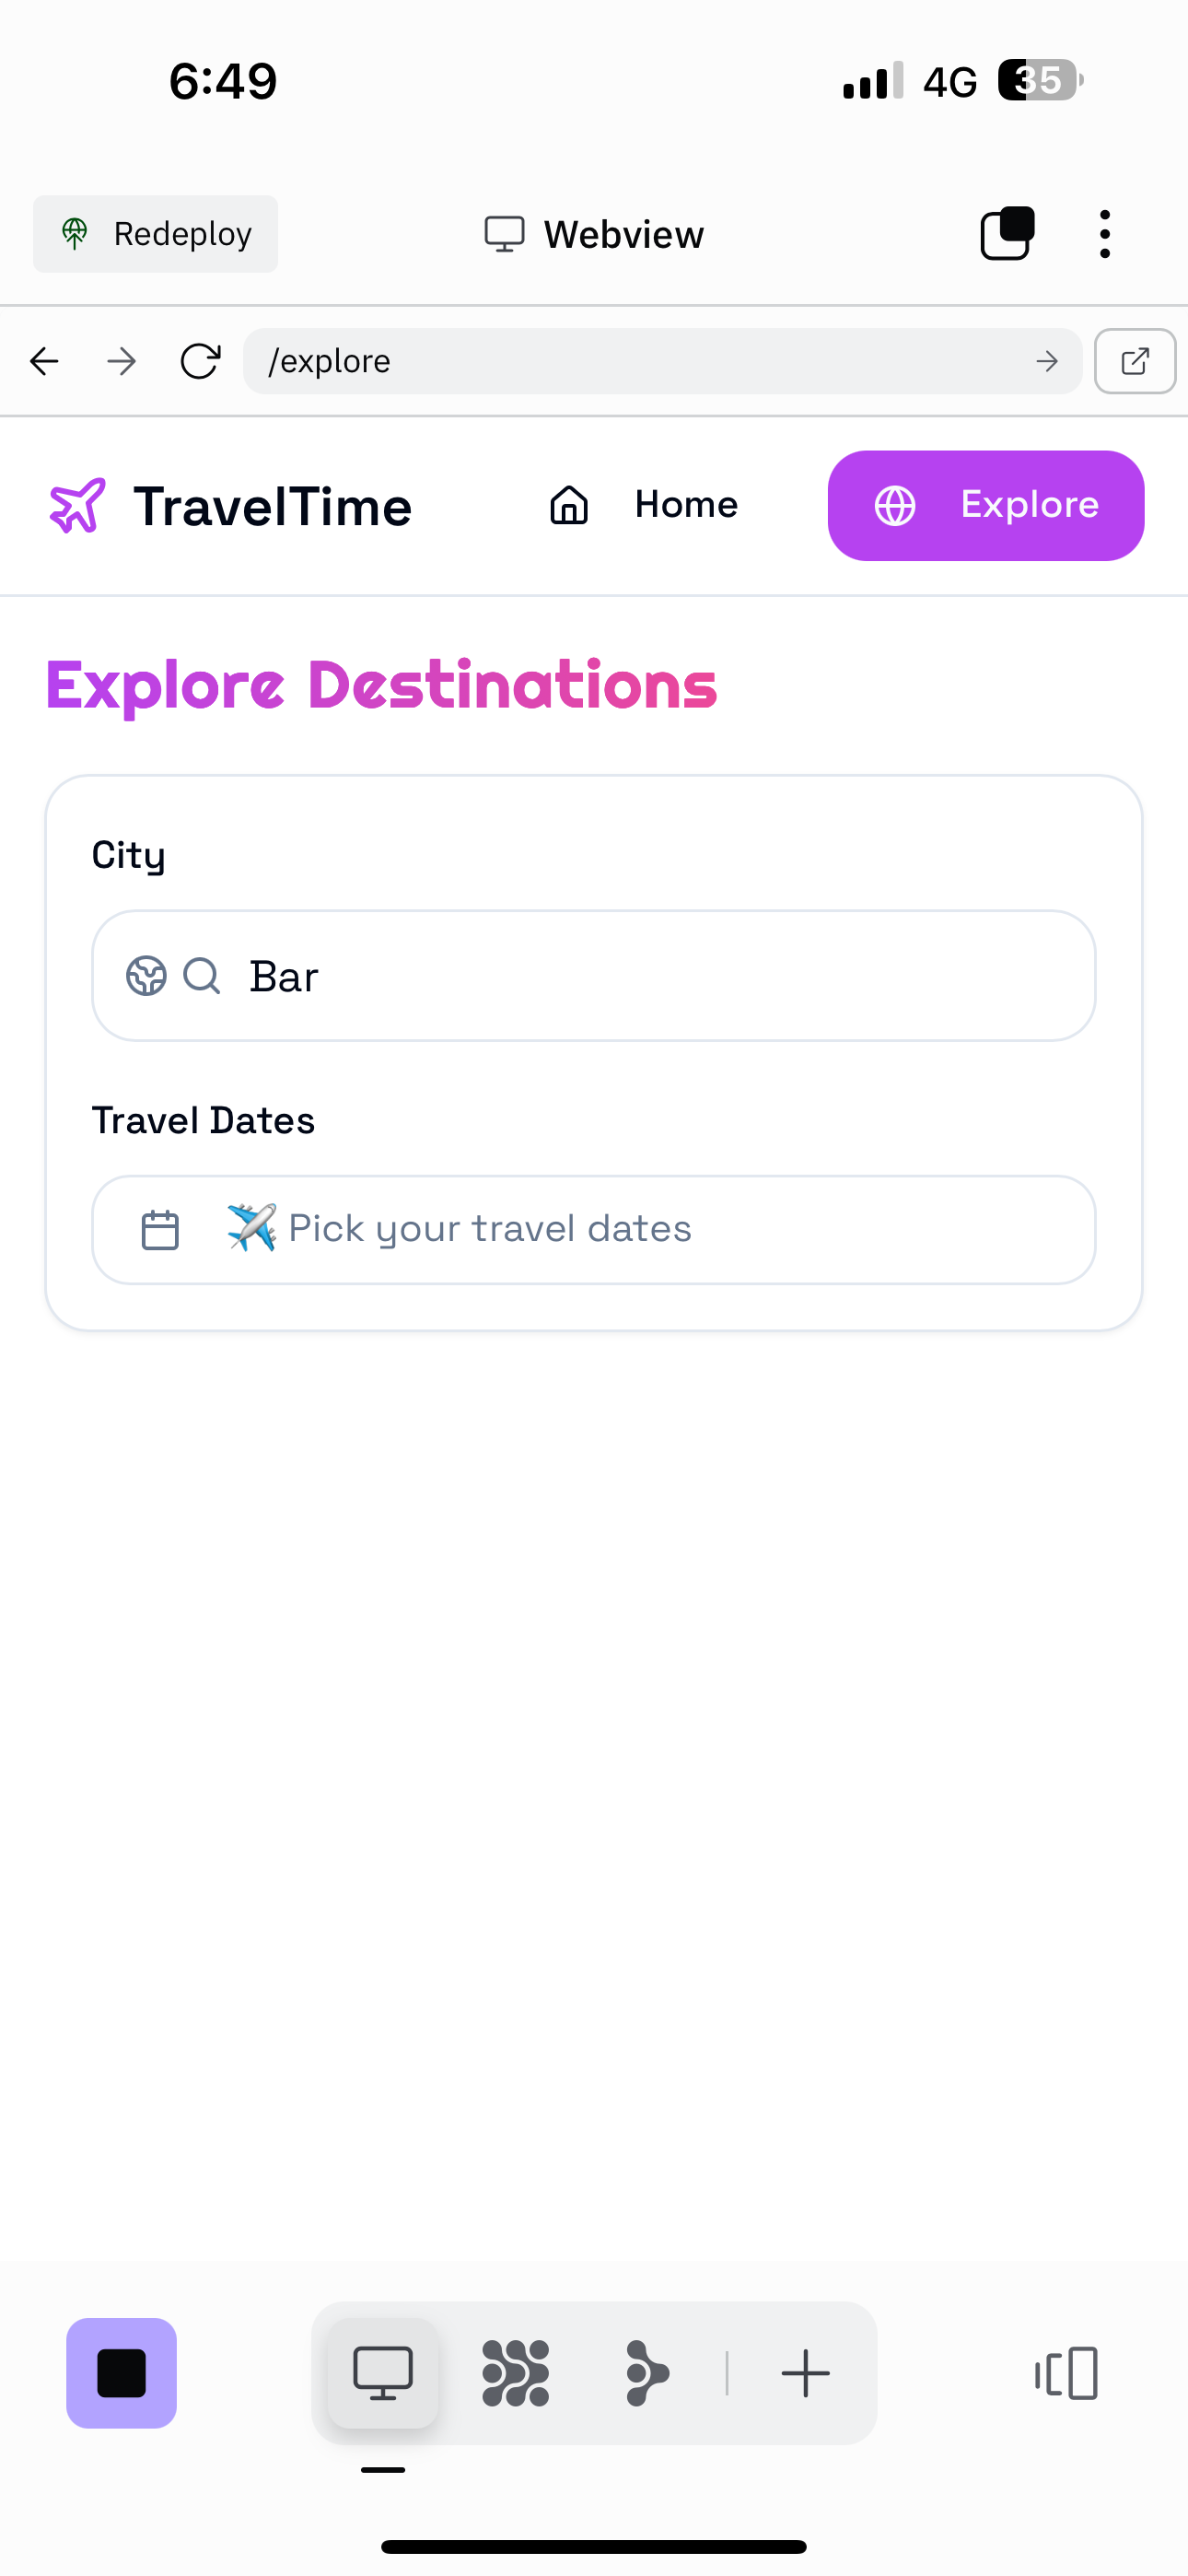 6:49
4G 35
Redeploy
Webview
/explore
TravelTime
Home
Explore
Explore Destinations
City
Bar
Travel Dates
✈️ Pick your travel dates